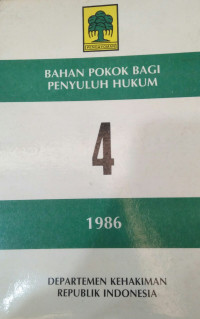 BAHAN POKOK BAGI
PENYULUH HUKUM
4
1986
DEPARTEMEN KEHAKIMAN
REPUBLIK INDONESIA